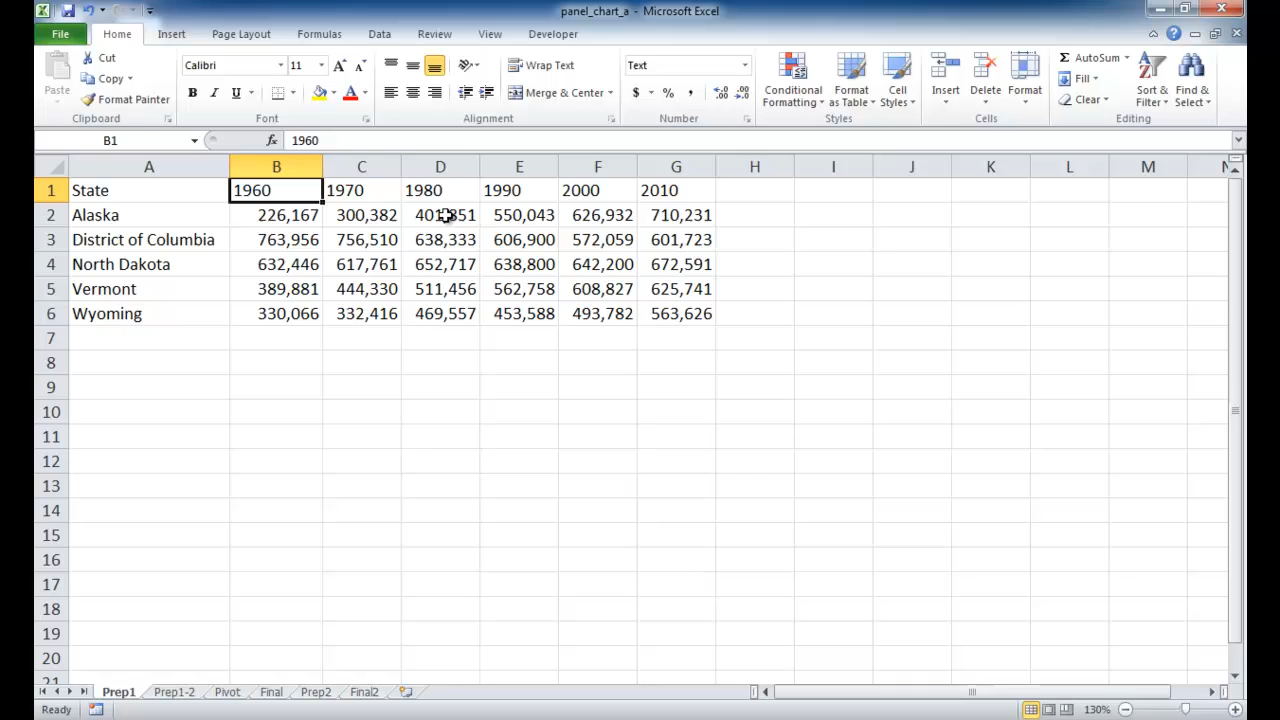 panel_chart_a - Microsoft Excel
File Home Insert Page Layout Formulas Data Review View Developer
Paste Cut Copy Format Painter Clipboard
Calibri 11 B I U A Font
Wrap Text Merge & Center Alignment
Text $ % , Number
Conditional Formatting Format as Table Cell Styles Styles
Insert Delete Format Cells
Σ AutoSum Fill Clear Sort & Filter Find & Select Editing
B1 fx 1960
A B C D E F G H I J K L M N
1 State 1960 1970 1980 1990 2000 2010
2 Alaska 226,167 300,382 550,043 626,932 710,231
3 District of Columbia 763,956 756,510 638,333 606,900 572,059 601,723
4 North Dakota 632,446 617,761 652,717 638,800 642,200 672,591
5 Vermont 389,881 444,330 511,456 562,758 608,827 625,741
6 Wyoming 330,066 332,416 469,557 453,588 493,782 563,626
7
8
9
10
11
12
13
14
15
16
17
18
19
20
21
Prep1 Prep1-2 Pivot Final Prep2 Final2
Ready 130%